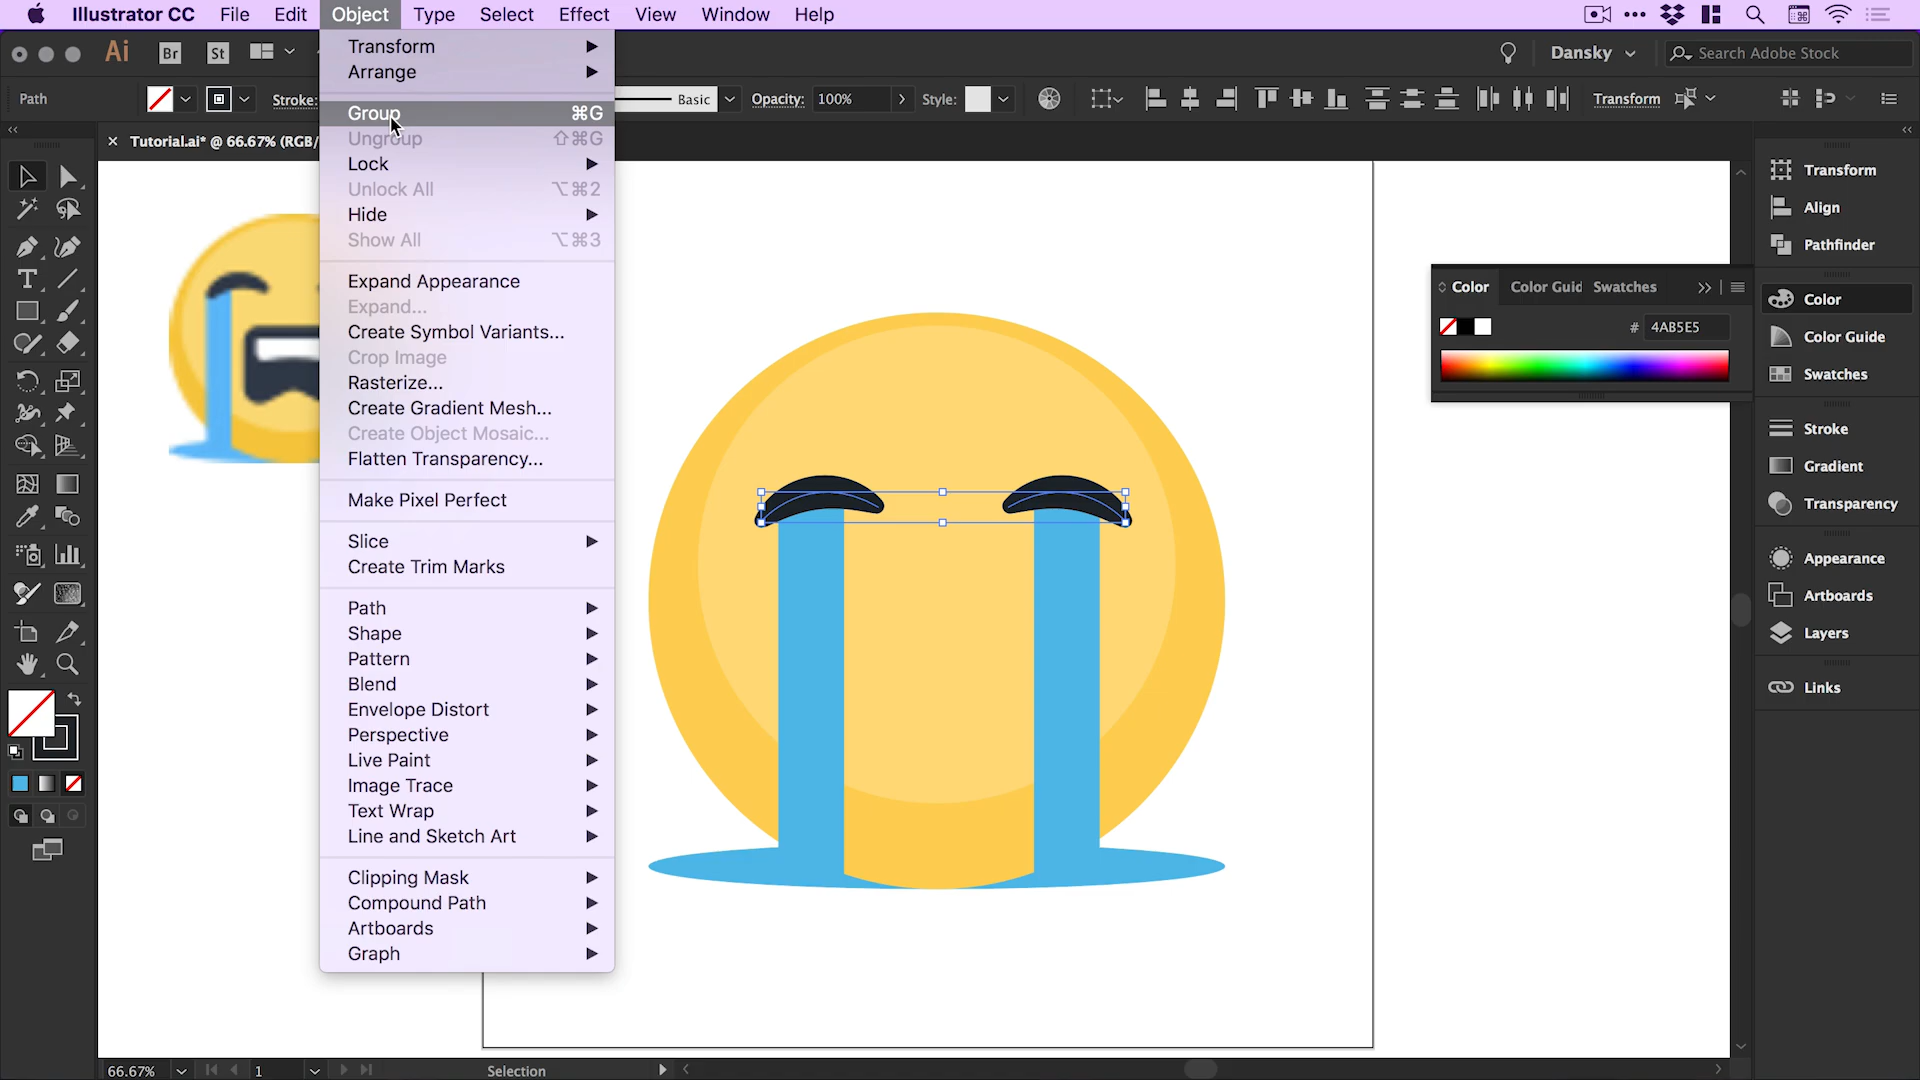 Illustrator CC File Edit Object Type Select Effect View Window Help
Ai Br St Dansky Search Adobe Stock
Path Stroke: Basic Opacity: 100% Style: Transform
× Tutorial.ai* @ 66.67% (RGB/
Transform
Arrange
Group ⌘G
Ungroup ⇧⌘G
Lock
Unlock All ⌥⌘2
Hide
Show All ⌥⌘3
Expand Appearance
Expand...
Create Symbol Variants...
Crop Image
Rasterize...
Create Gradient Mesh...
Create Object Mosaic...
Flatten Transparency...
Make Pixel Perfect
Slice
Create Trim Marks
Path
Shape
Pattern
Blend
Envelope Distort
Perspective
Live Paint
Image Trace
Text Wrap
Line and Sketch Art
Clipping Mask
Compound Path
Artboards
Graph
Color Color Guid Swatches
# 4AB5E5
Transform
Align
Pathfinder
Color
Color Guide
Swatches
Stroke
Gradient
Transparency
Appearance
Artboards
Layers
Links
66.67% 1 Selection